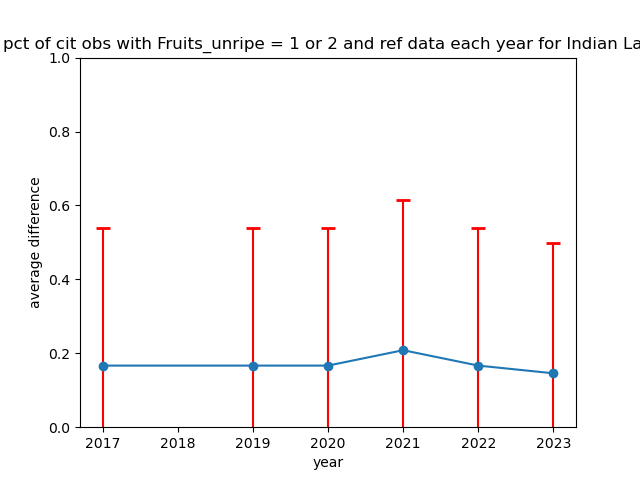 pct of cit obs with Fruits_unripe = 1 or 2 and ref data each year for Indian La
1.0
0.8
0.6
0.4
0.2
0.0
average difference
2017 2018 2019 2020 2021 2022 2023
year